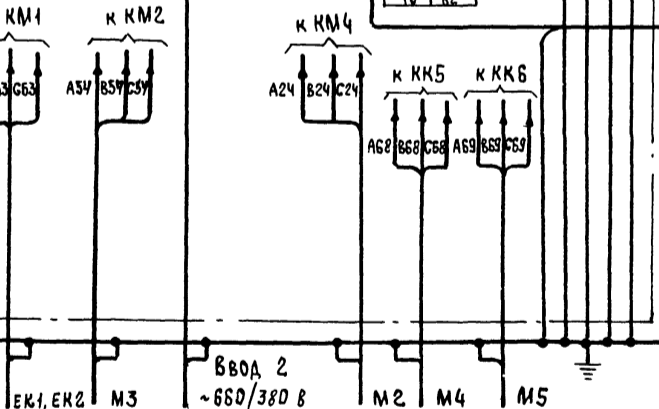 КМ1
к КМ2
к КМ4
к КК5
к КК6
С63
А54 В54 С54
А24 В24 С24
А68 В68 С68
А69 В69 С69
Ввод 2
~660/380 В
ЕК1, ЕК2
М3
М2
М4
М5